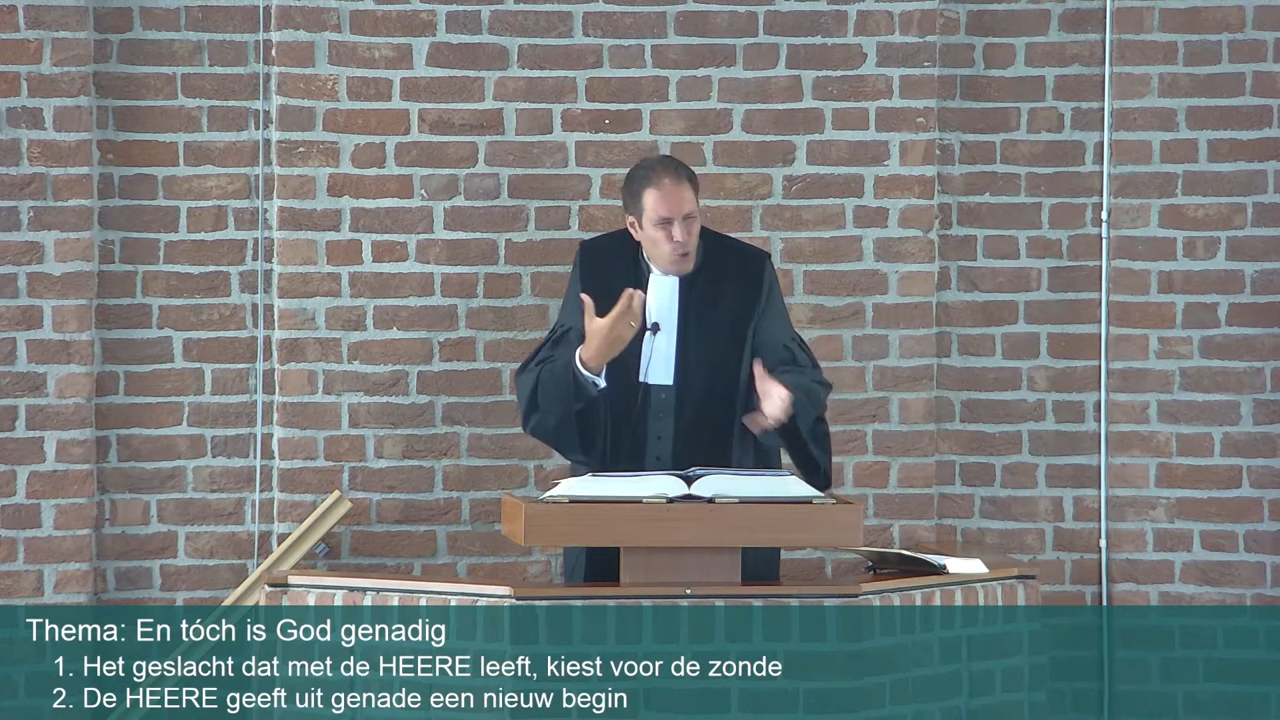 Thema: En tóch is God genadig
1. Het geslacht dat met de HEERE leeft, kiest voor de zonde
2. De HEERE geeft uit genade een nieuw begin